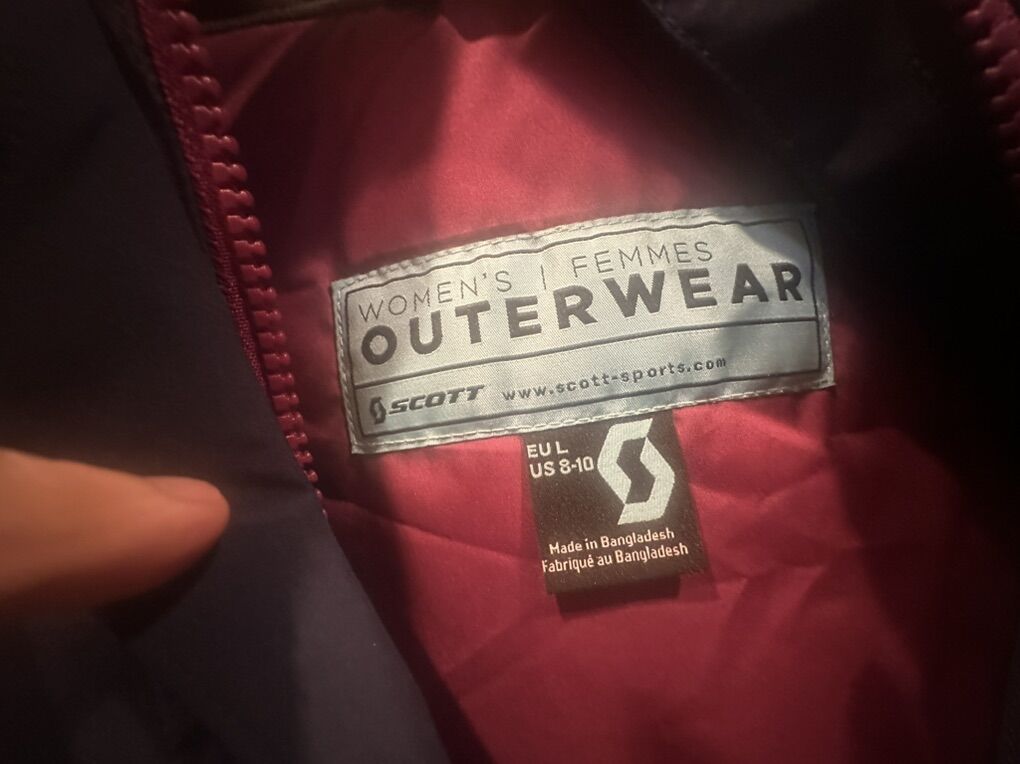 WOMEN'S | FEMMES
OUTERWEAR
SCOTT www.scott-sports.com
EU L
US 8-10
Made in Bangladesh
Fabriqué au Bangladesh